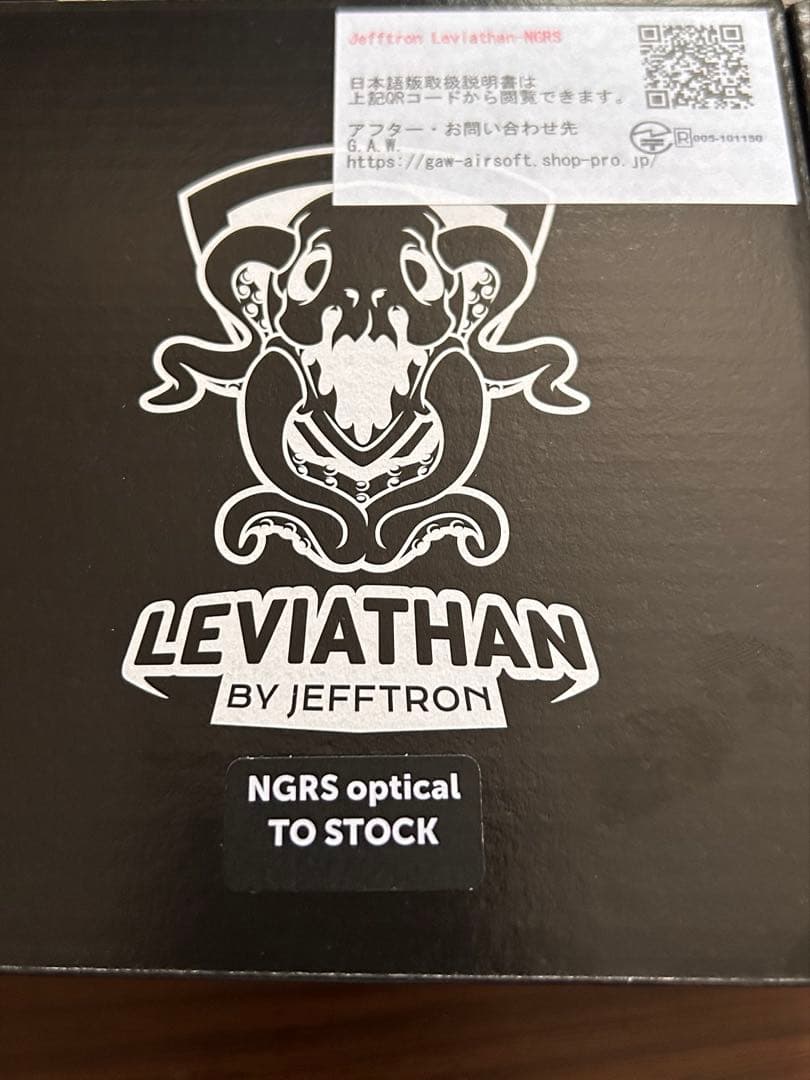 Jefftron Leviathan-NGRS
日本語版取扱説明書は
上記QRコードから閲覧できます。
アフター・お問い合わせ先
G.A.W.
https://gaw-airsoft.shop-pro.jp/
R 005-101150
LEVIATHAN
BY JEFFTRON
NGRS optical
TO STOCK